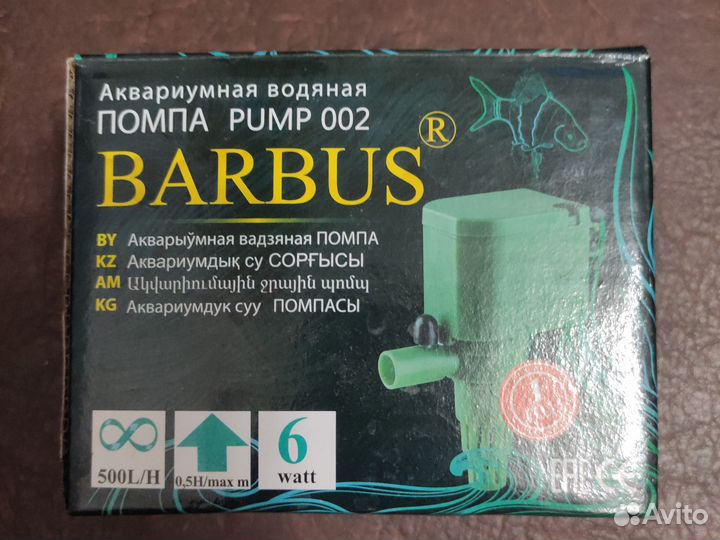 Аквариумная водяная
ПОМПА PUMP 002
BARBUS®
BY Акварыўмная вадзяная ПОМПА
KZ Аквариумдық су СОРҒЫСЫ
AM Ակվարիումային ջրային պոմպ
KG Аквариумдук суу ПОМПАСЫ
500L/H
0,5H/max m
6
watt
EAC CE
Avito